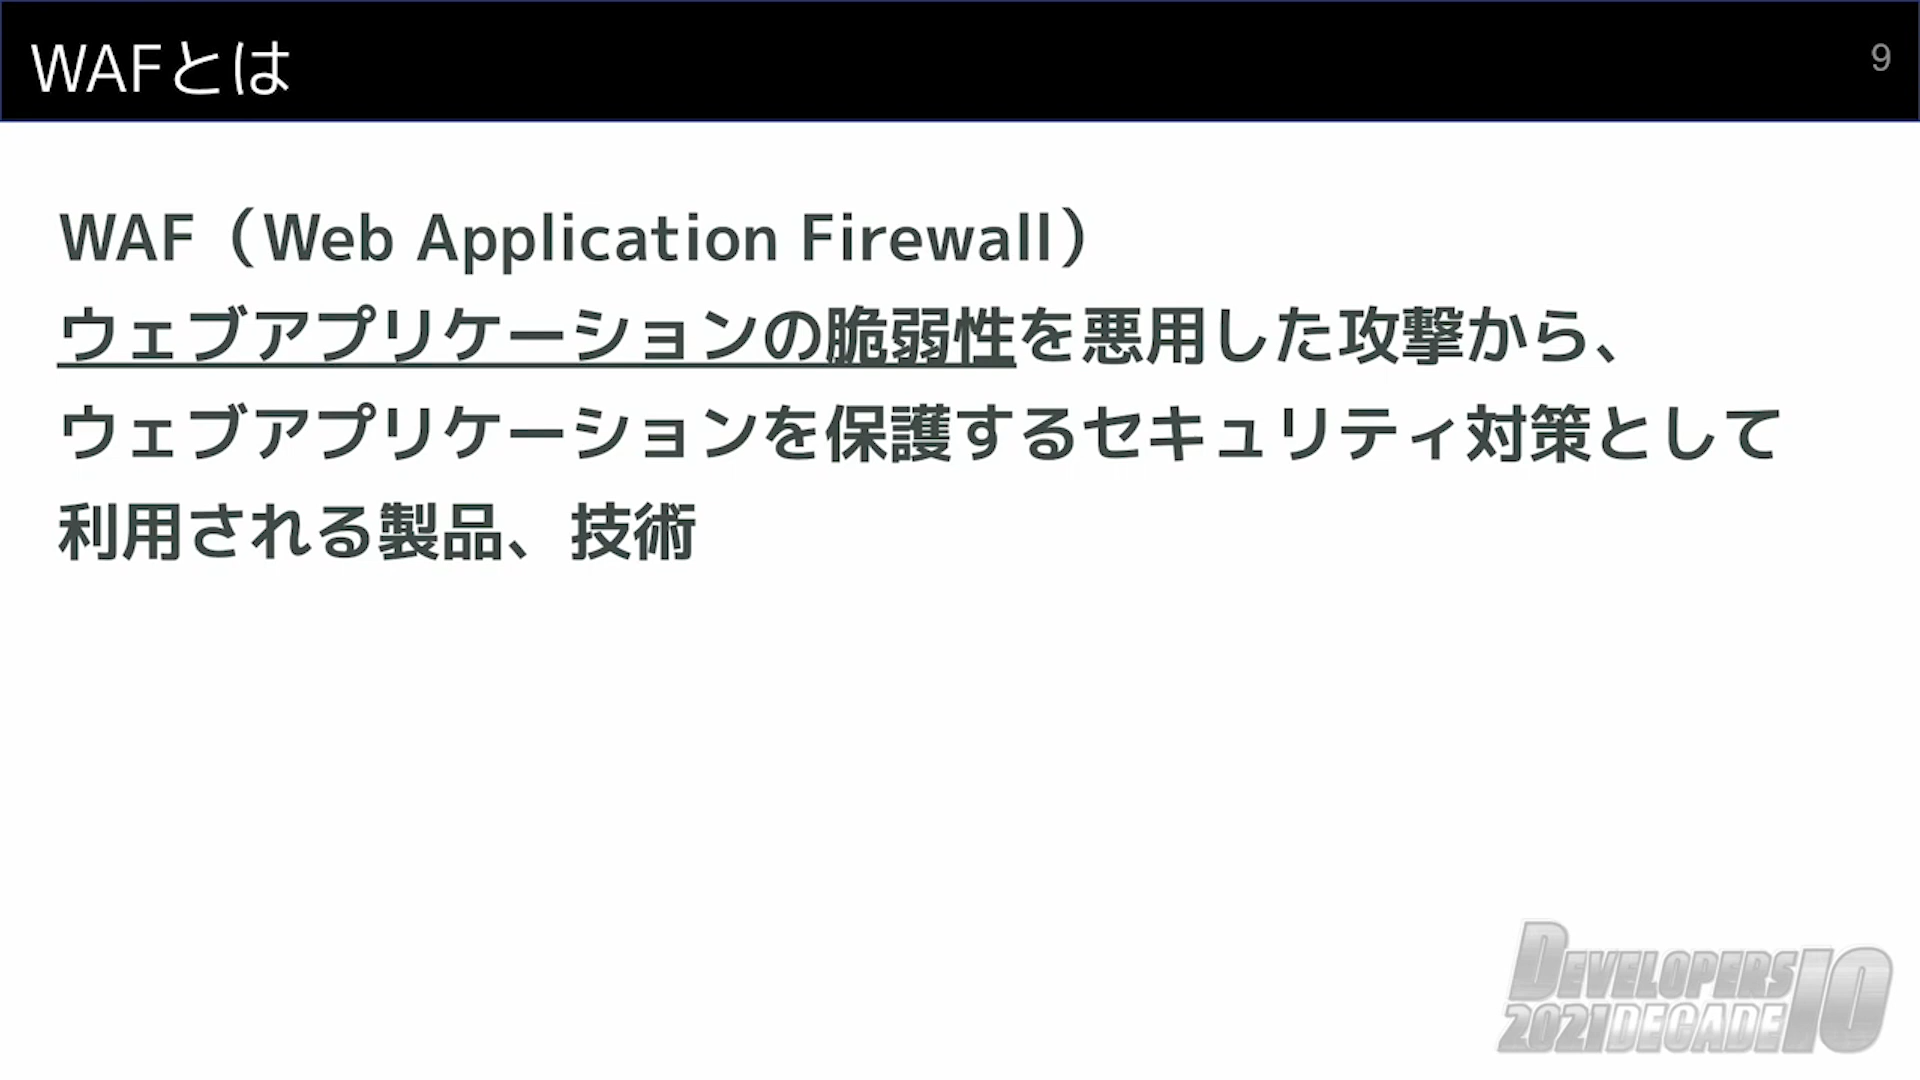 WAFとは
9
WAF（Web Application Firewall）
ウェブアプリケーションの脆弱性を悪用した攻撃から、
ウェブアプリケーションを保護するセキュリティ対策として
利用される製品、技術
DEVELOPERS IO
2021 DECADE